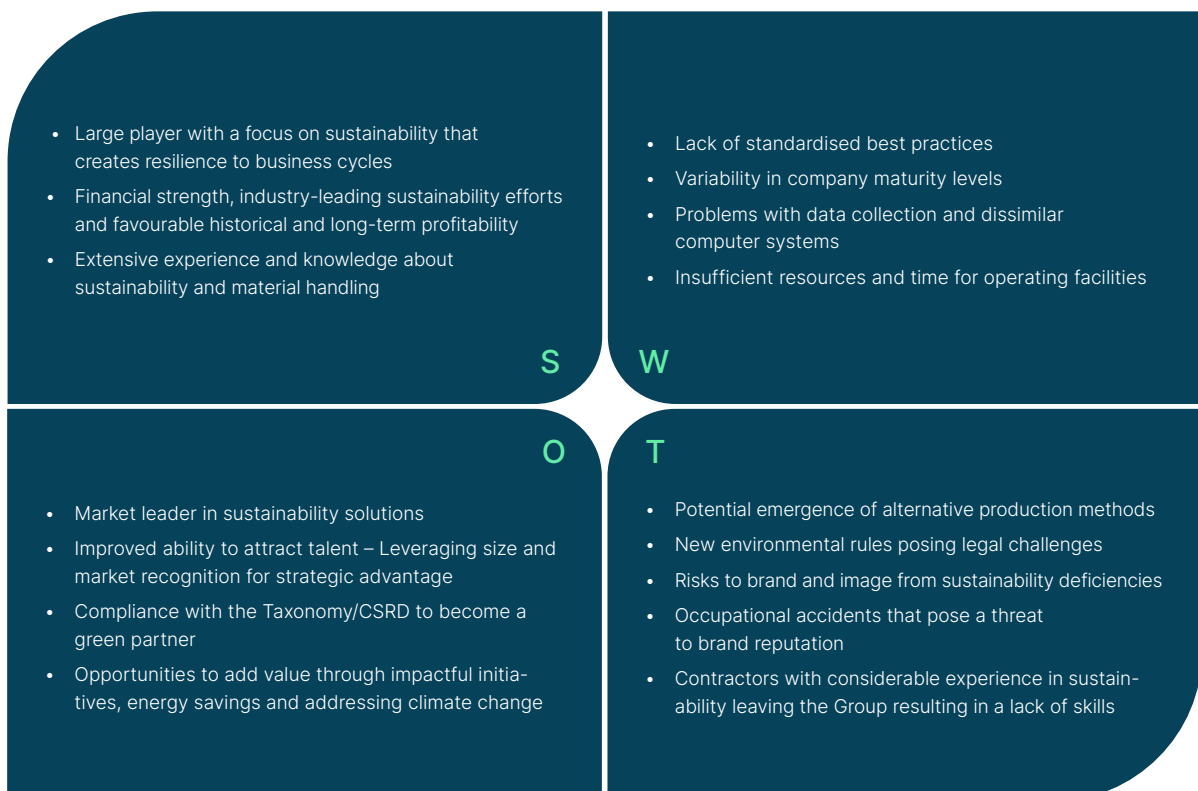 • Large player with a focus on sustainability that
creates resilience to business cycles
• Financial strength, industry-leading sustainability efforts
and favourable historical and long-term profitability
• Extensive experience and knowledge about
sustainability and material handling
S
• Lack of standardised best practices
• Variability in company maturity levels
• Problems with data collection and dissimilar
computer systems
• Insufficient resources and time for operating facilities
W
O
• Market leader in sustainability solutions
• Improved ability to attract talent – Leveraging size and
market recognition for strategic advantage
• Compliance with the Taxonomy/CSRD to become a
green partner
• Opportunities to add value through impactful initia-
tives, energy savings and addressing climate change
T
• Potential emergence of alternative production methods
• New environmental rules posing legal challenges
• Risks to brand and image from sustainability deficiencies
• Occupational accidents that pose a threat
to brand reputation
• Contractors with considerable experience in sustain-
ability leaving the Group resulting in a lack of skills